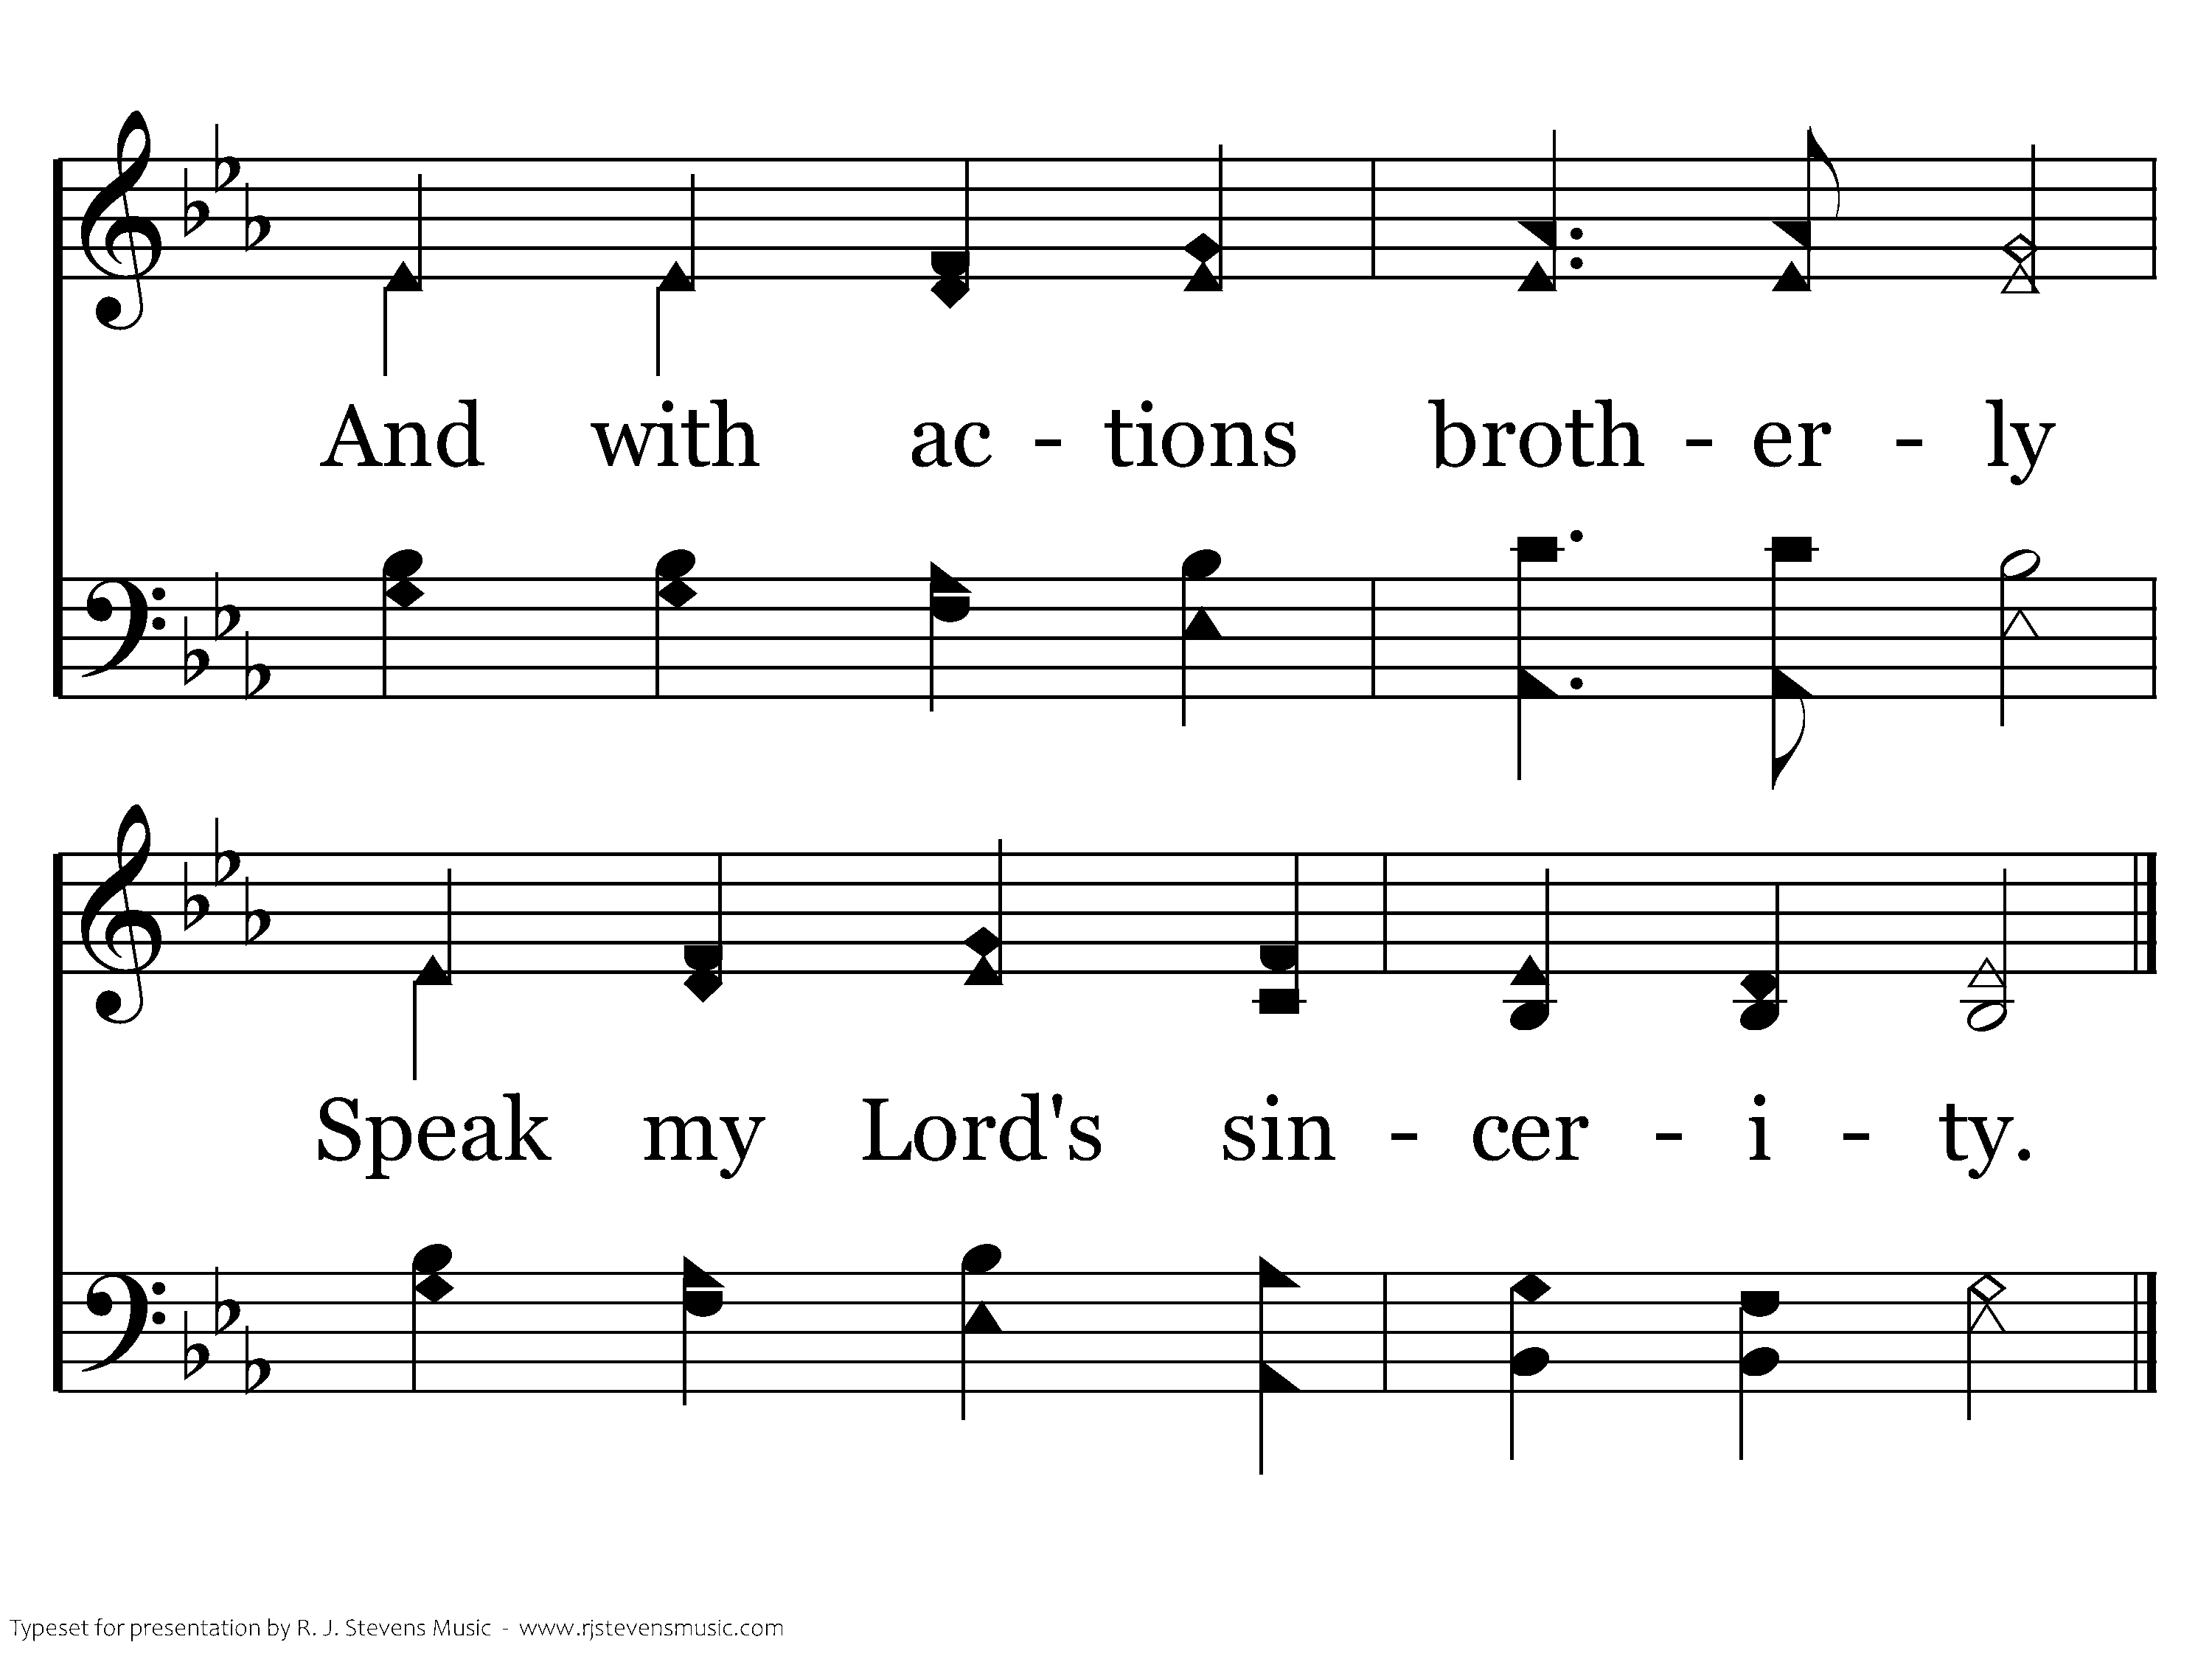 And with ac - tions broth - er - ly
Speak my Lord's sin - cer - i - ty.
Typeset for presentation by R. J. Stevens Music - www.rjstevensmusic.com